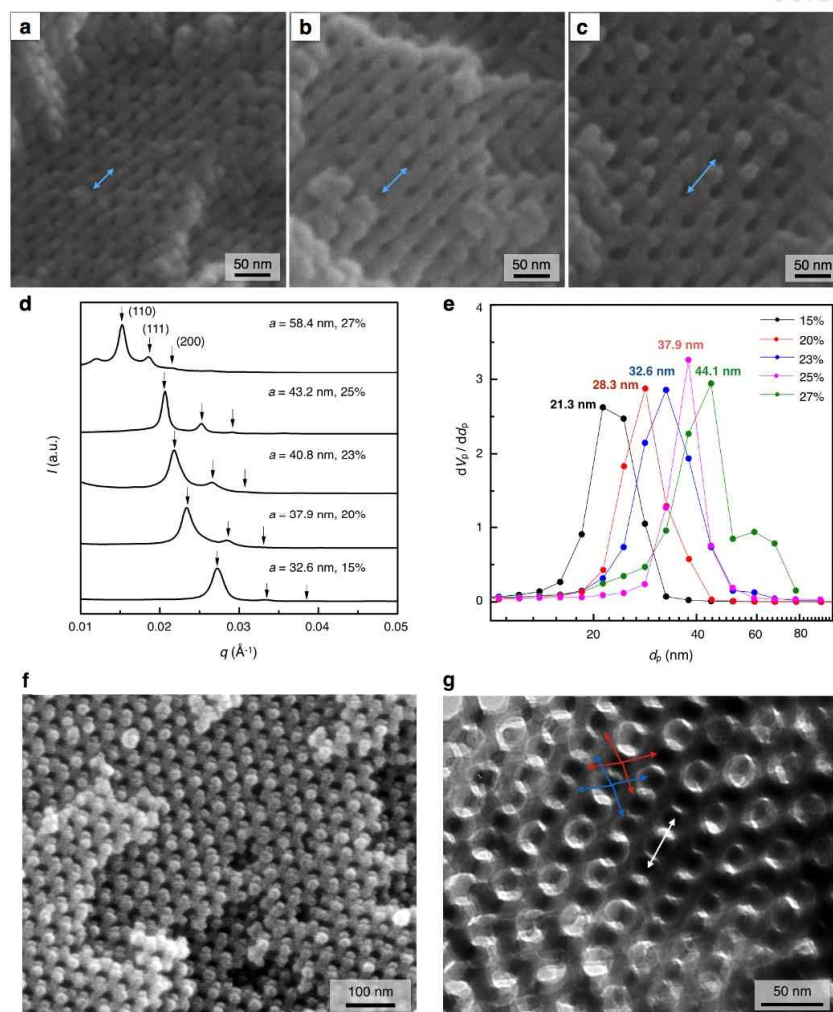 a
b
c
50 nm
50 nm
50 nm
d
(110)
(111)
(200)
a = 58.4 nm, 27%
a = 43.2 nm, 25%
a = 40.8 nm, 23%
a = 37.9 nm, 20%
a = 32.6 nm, 15%
I (a.u.)
0.01 0.02 0.03 0.04 0.05
q (Å-1)
e
4
3
2
1
0
dVp / ddp
21.3 nm
28.3 nm
32.6 nm
37.9 nm
44.1 nm
15%
20%
23%
25%
27%
20 40 60 80
dp (nm)
f
100 nm
g
50 nm